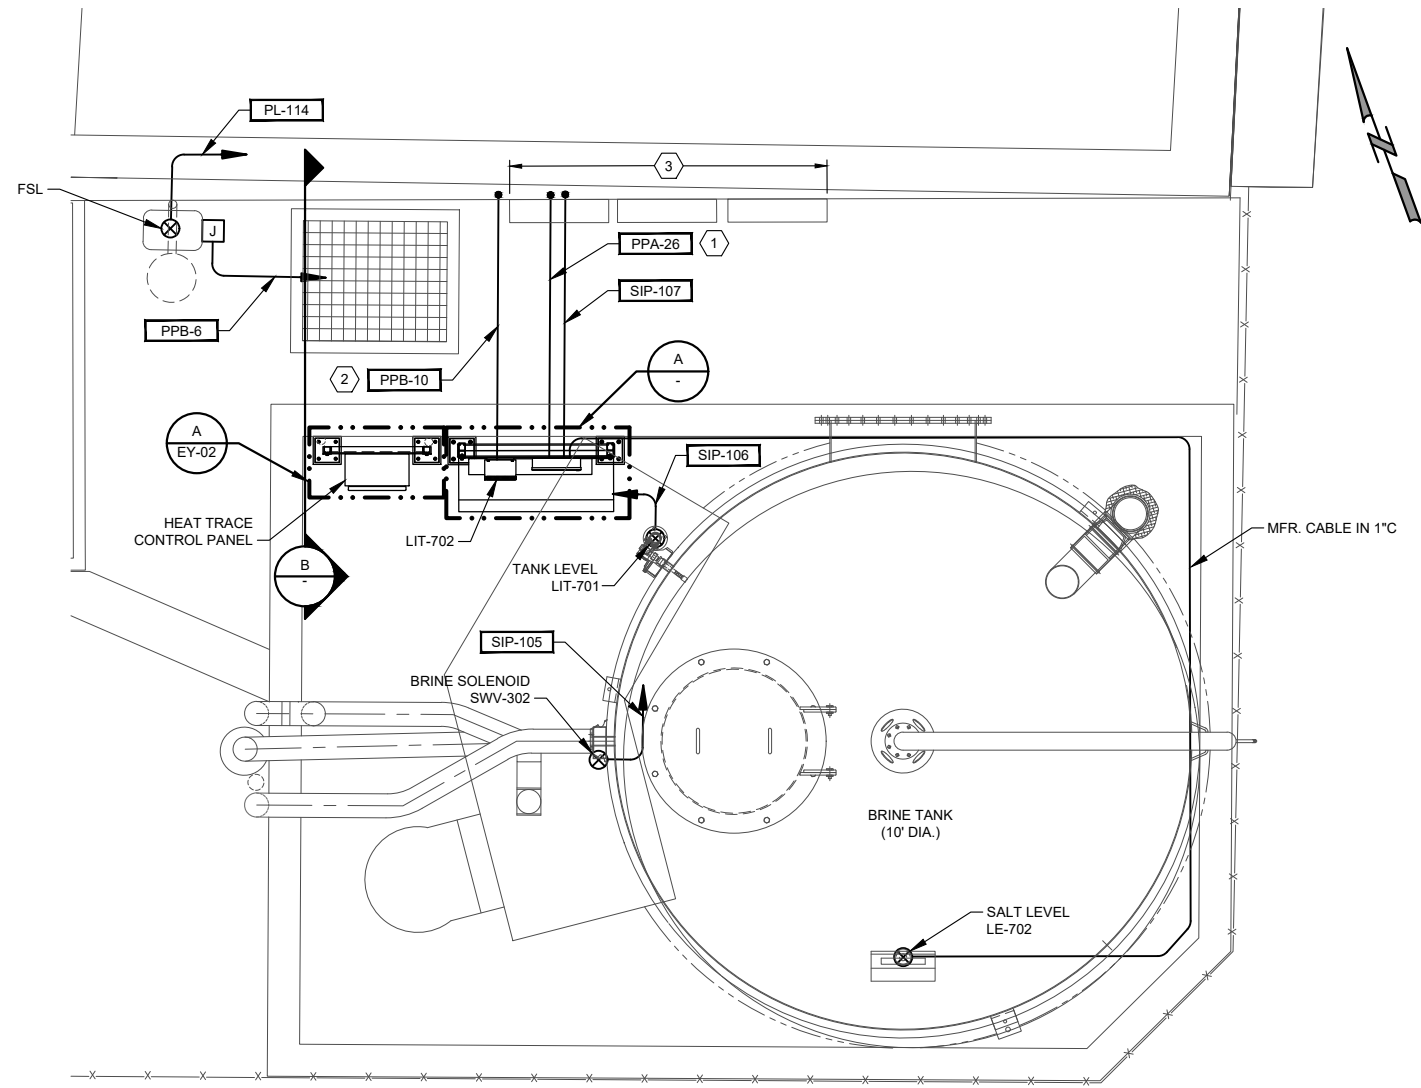 PL-114
3
FSL
J
PPA-26
1
SIP-107
PPB-6
2
PPB-10
A
-
A
EY-02
SIP-106
HEAT TRACE
CONTROL PANEL
LIT-702
MFR. CABLE IN 1"C
B
-
TANK LEVEL
LIT-701
SIP-105
BRINE SOLENOID
SWV-302
BRINE TANK
(10' DIA.)
SALT LEVEL
LE-702